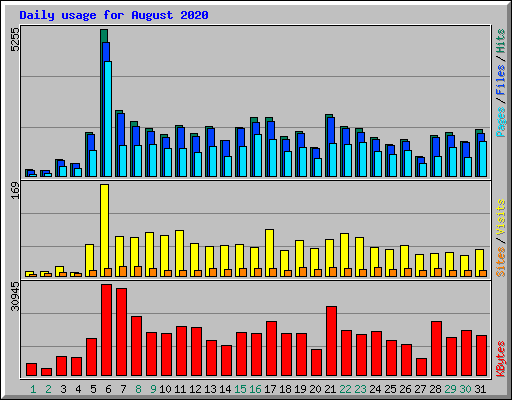 Daily usage for August 2020
5255
Pages / Files / Hits
169
Sites / Visits
30945
KBytes
1 2 3 4 5 6 7 8 9 10 11 12 13 14 15 16 17 18 19 20 21 22 23 24 25 26 27 28 29 30 31